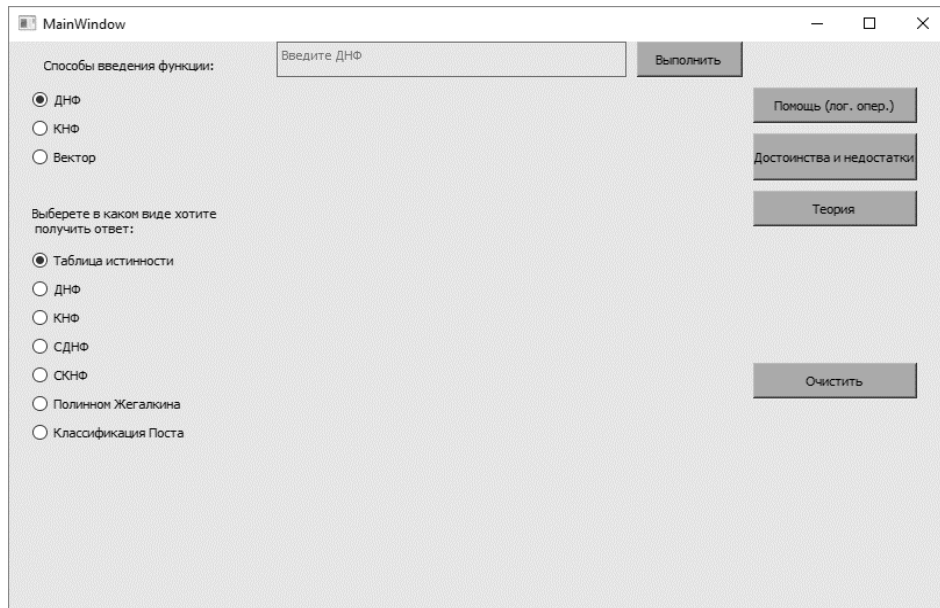 MainWindow
Способы введения функции:
Введите ДНФ
Выполнить
ДНФ
КНФ
Вектор
Помощь (лог. опер.)
Достоинства и недостатки
Теория
Выберете в каком виде хотите
получить ответ:
Таблица истинности
ДНФ
КНФ
СДНФ
СКНФ
Полинном Жегалкина
Классификация Поста
Очистить